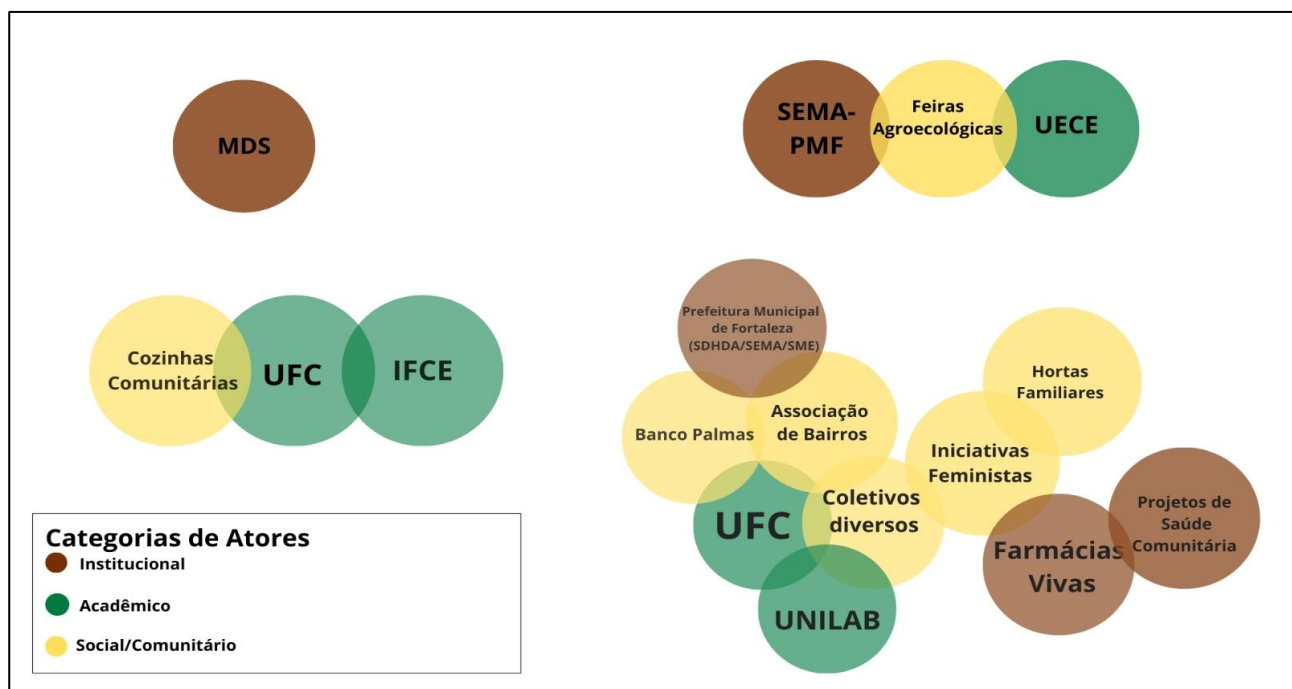 MDS
SEMA-
PMF
Feiras
Agroecológicas
UECE
Cozinhas
Comunitárias
UFC
IFCE
Prefeitura Municipal
de Fortaleza
(SDHDA/SEMA/SME)
Banco Palmas
Associação
de Bairros
Hortas
Familiares
Iniciativas
Feministas
UFC
Coletivos
diversos
Projetos de
Saúde
Comunitária
Farmácias
Vivas
UNILAB
Categorias de Atores
Institucional
Acadêmico
Social/Comunitário